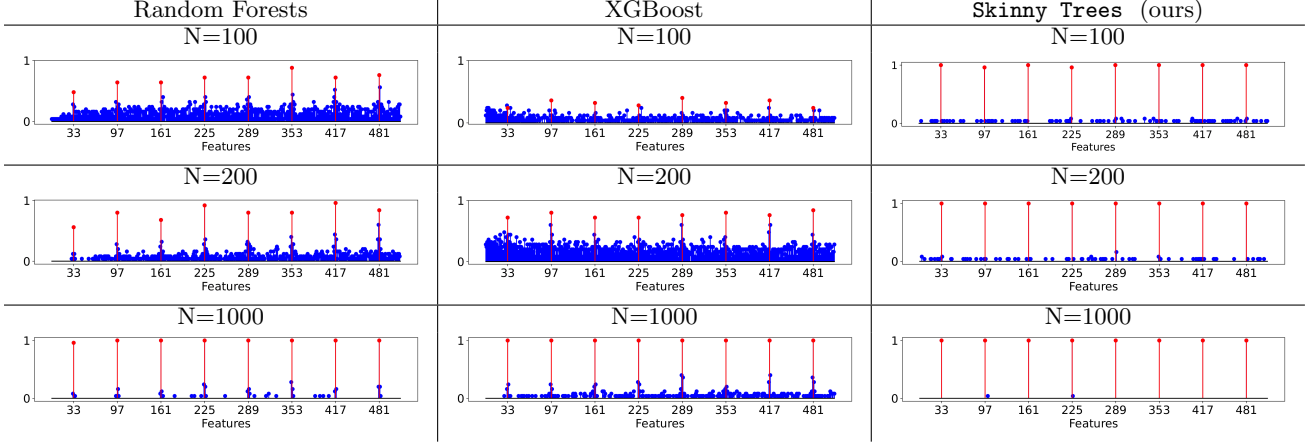 Random Forests XGBoost Skinny Trees (ours)
N=100 N=100 N=100
1 1 1
0 0 0
33 97 161 225 289 353 417 481 33 97 161 225 289 353 417 481 33 97 161 225 289 353 417 481
Features Features Features
N=200 N=200 N=200
1 1 1
0 0 0
33 97 161 225 289 353 417 481 33 97 161 225 289 353 417 481 33 97 161 225 289 353 417 481
Features Features Features
N=1000 N=1000 N=1000
1 1 1
0 0 0
33 97 161 225 289 353 417 481 33 97 161 225 289 353 417 481 33 97 161 225 289 353 417 481
Features Features Features